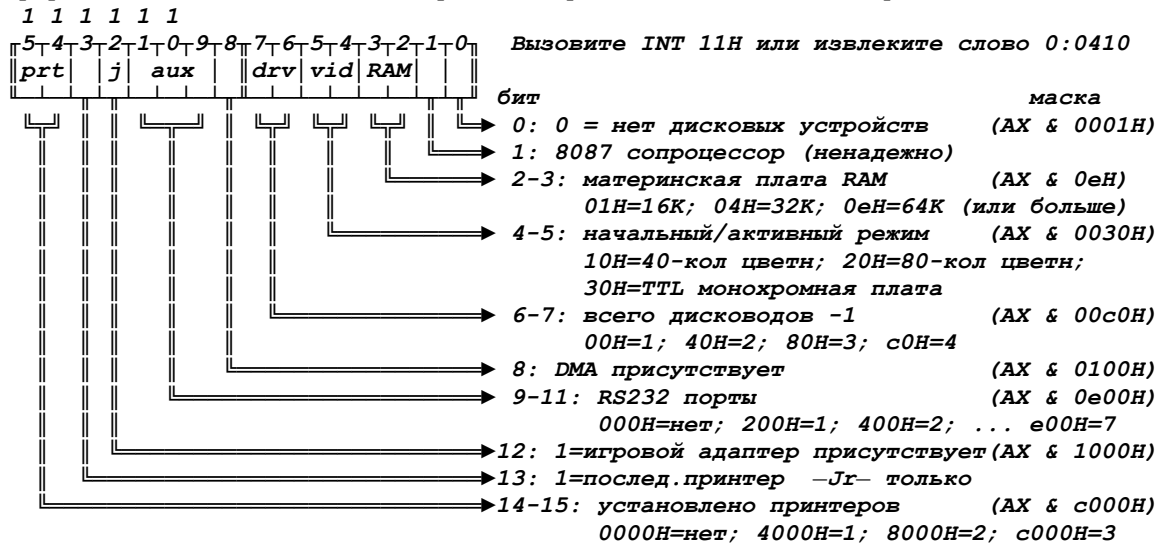 1 1 1 1 1 1
╓5┬4┬3┬2┬1┬0┬9┬8┬7┬6┬5┬4┬3┬2┬1┬0╖ Вызовите INT 11H или извлеките слово 0:0410
║prt│ │j│ aux │ ║drv│vid│RAM│ │ ║
бит маска
0: 0 = нет дисковых устройств (AX & 0001H)
1: 8087 сопроцессор (ненадежно)
2-3: материнская плата RAM (AX & 0eH)
01H=16K; 04H=32K; 0eH=64K (или больше)
4-5: начальный/активный режим (AX & 0030H)
10H=40-кол цветн; 20H=80-кол цветн;
30H=TTL монохромная плата
6-7: всего дисководов -1 (AX & 00c0H)
00H=1; 40H=2; 80H=3; c0H=4
8: DMA присутствует (AX & 0100H)
9-11: RS232 порты (AX & 0e00H)
000H=нет; 200H=1; 400H=2; ... e00H=7
12: 1=игровой адаптер присутствует(AX & 1000H)
13: 1=послед.принтер —Jr— только
14-15: установлено принтеров (AX & c000H)
0000H=нет; 4000H=1; 8000H=2; c000H=3